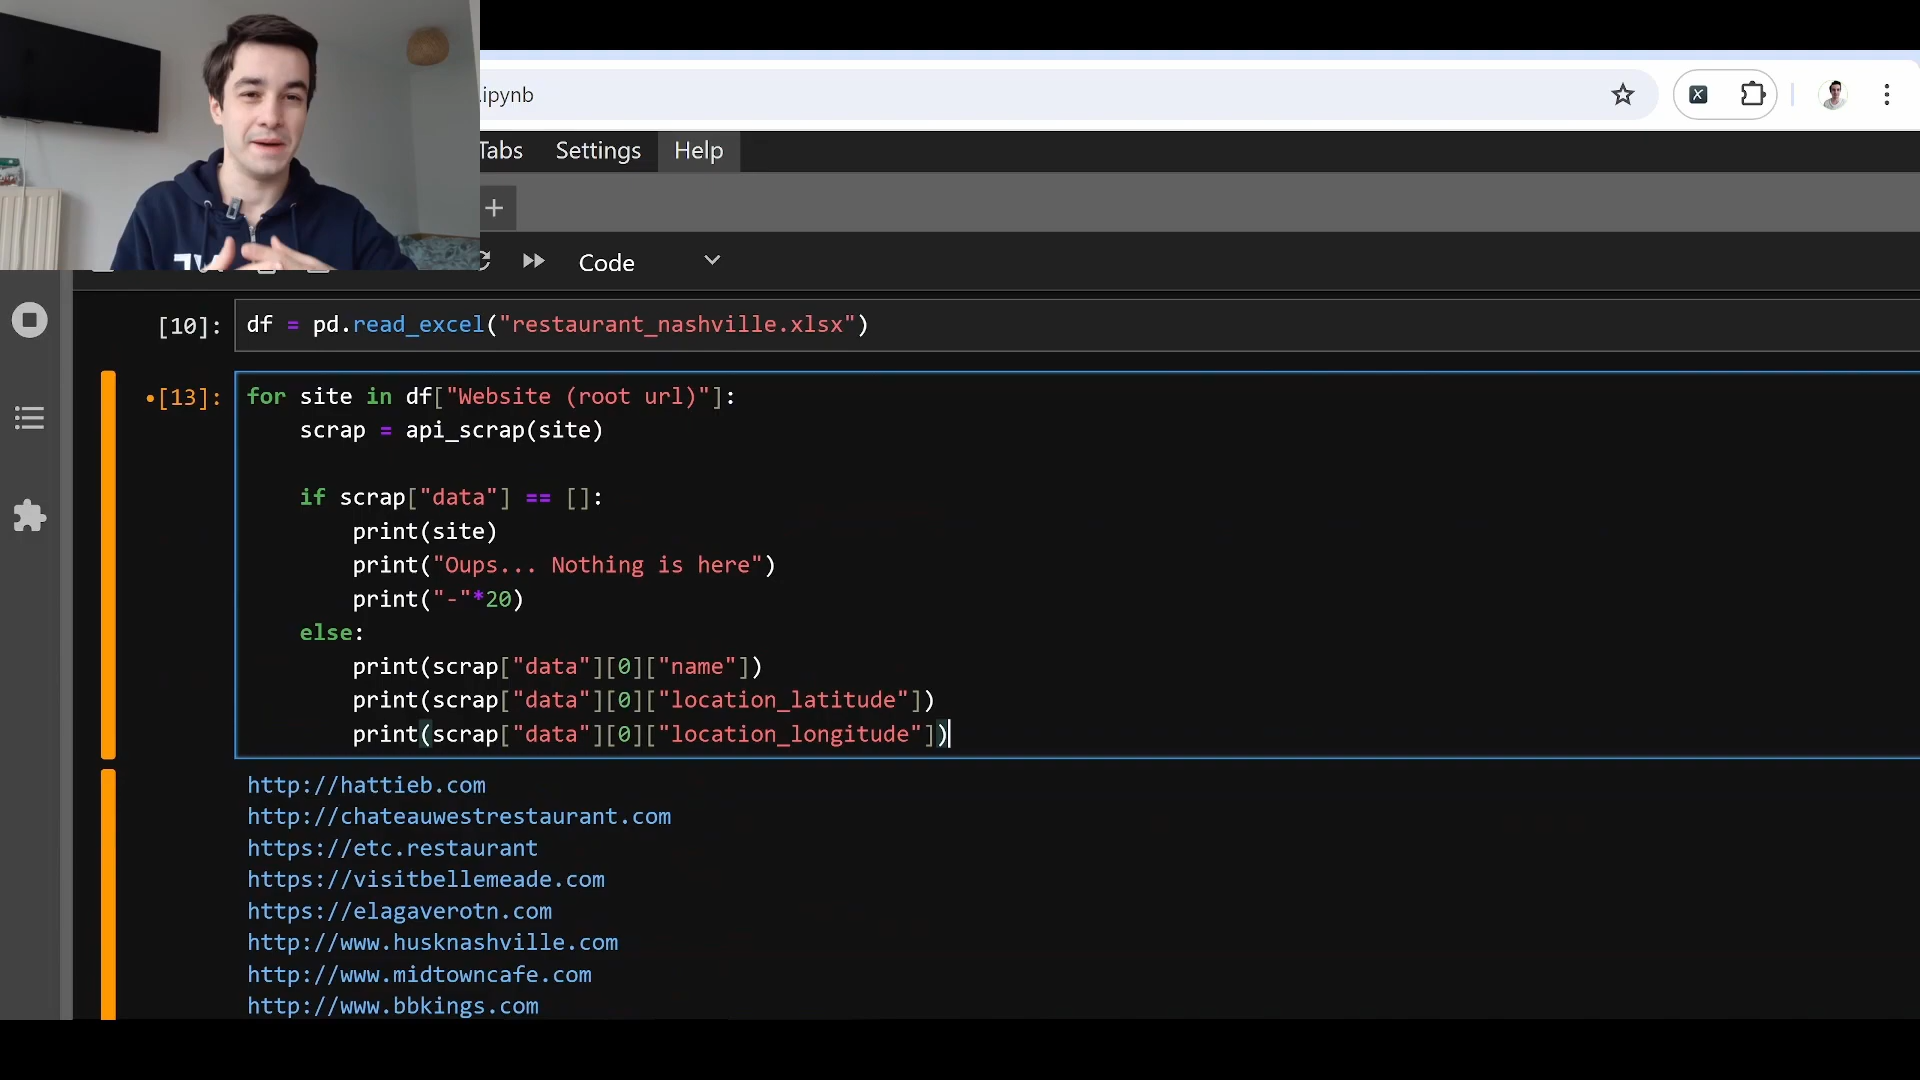 .ipynb
Tabs Settings Help
+
Code
[10]: df = pd.read_excel("restaurant_nashville.xlsx")
•[13]: for site in df["Website (root url)"]:
scrap = api_scrap(site)
if scrap["data"] == []:
print(site)
print("Oups... Nothing is here")
print("-"*20)
else:
print(scrap["data"][0]["name"])
print(scrap["data"][0]["location_latitude"])
print(scrap["data"][0]["location_longitude"])
http://hattieb.com
http://chateauwestrestaurant.com
https://etc.restaurant
https://visitbellemeade.com
https://elagaverotn.com
http://www.husknashville.com
http://www.midtowncafe.com
http://www.bbkings.com